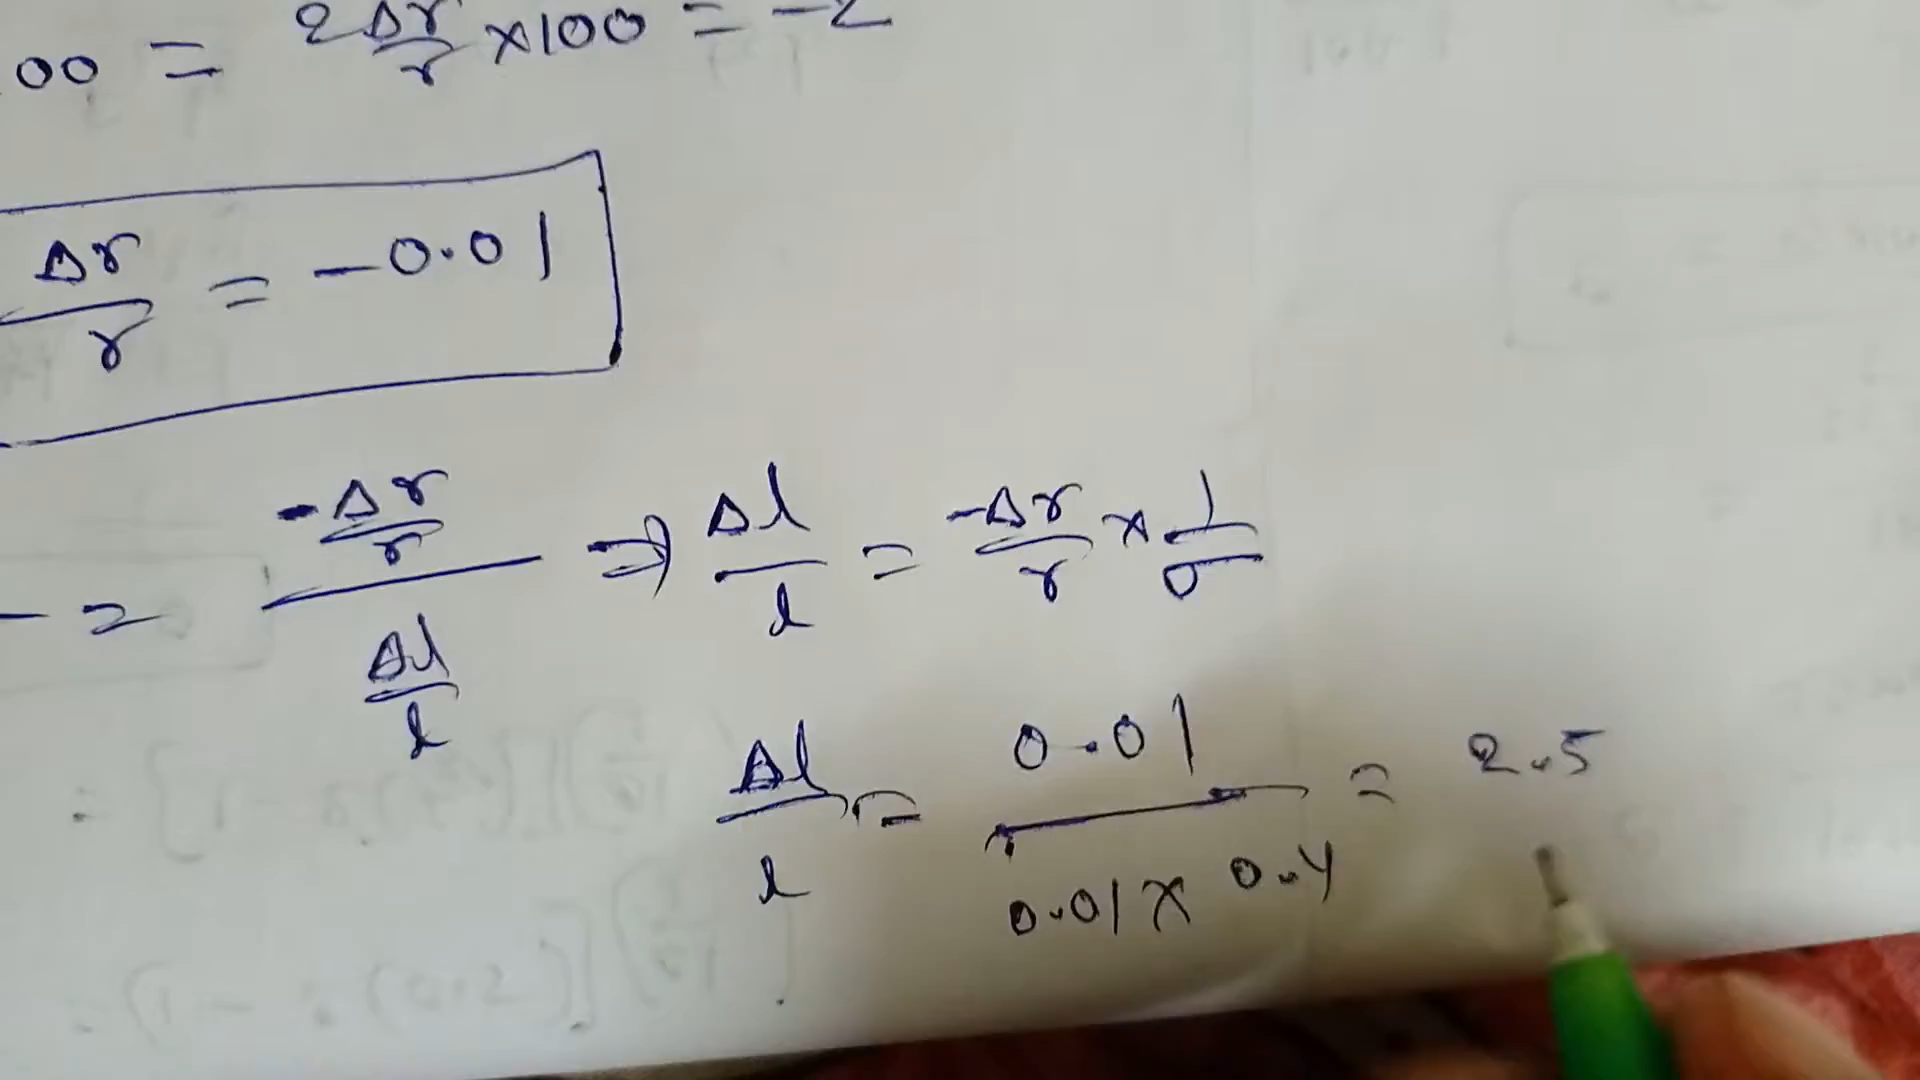 00 = 2 Δr/r × 100 = -2
Δr/r = -0.01
= (-Δr/r)/(Δl/l) ⇒ Δl/l = -Δr/r × 1/σ
Δl/l = 0.01/(0.01 × 0.4) = 2.5